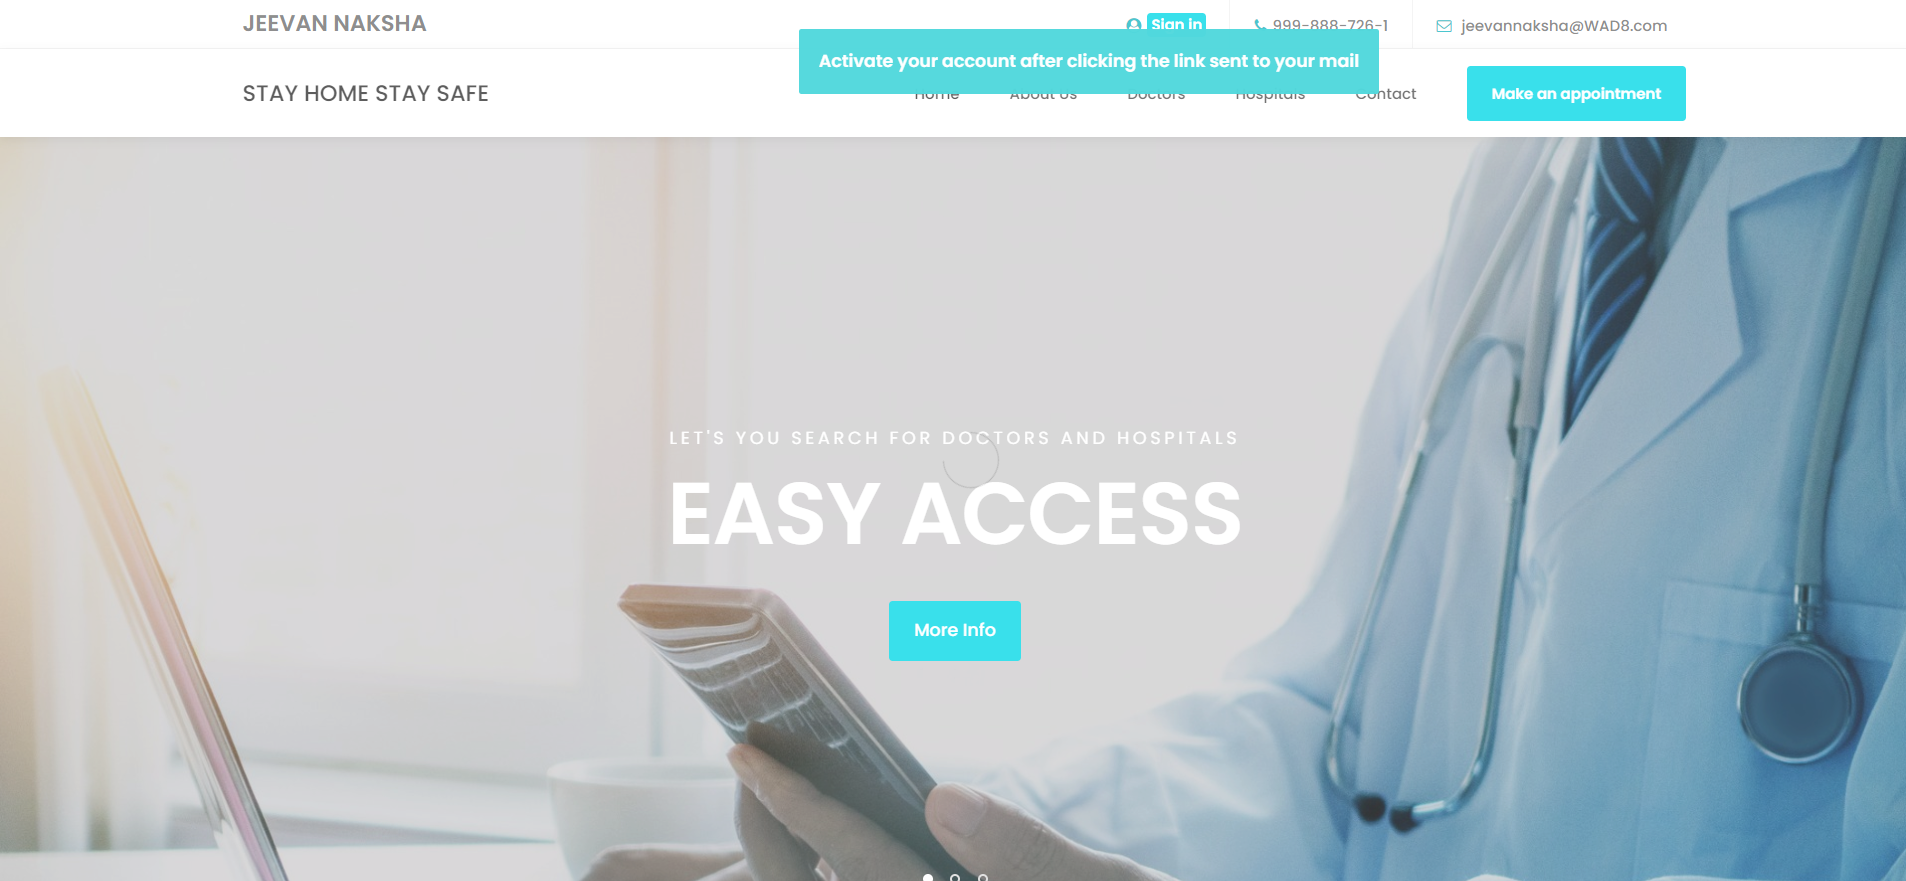 JEEVAN NAKSHA
Sign in
999-888-726-1
jeevannaksha@WAD8.com
Activate your account after clicking the link sent to your mail
STAY HOME STAY SAFE
Home
About Us
Doctors
Hospitals
Contact
Make an appointment
LET'S YOU SEARCH FOR DOCTORS AND HOSPITALS
EASY ACCESS
More Info